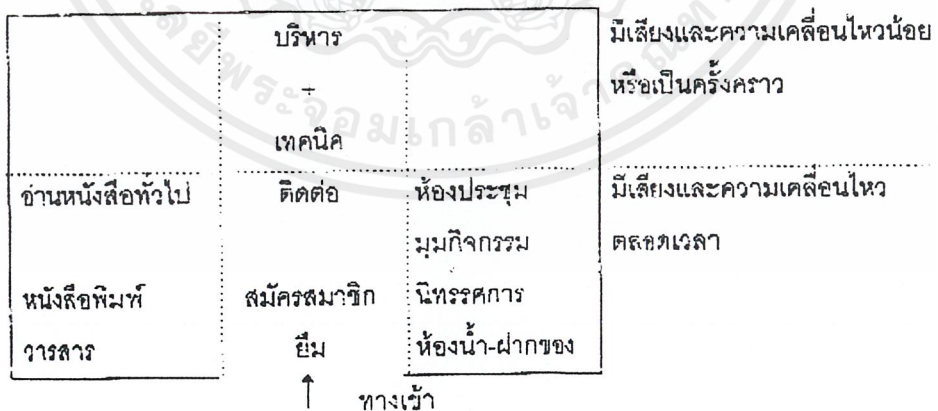 บริหาร มีเสียงและความเคลื่อนไหวน้อย
+ หรือเป็นครั้งคราว
เทคนิค
อ่านหนังสือทั่วไป ติดต่อ ห้องประชุม มีเสียงและความเคลื่อนไหว
มุมกิจกรรม ตลอดเวลา
หนังสือพิมพ์ สมัครสมาชิก นิทรรศการ
วารสาร ยืม ห้องน้ำ-ฝากของ
↑ ทางเข้า